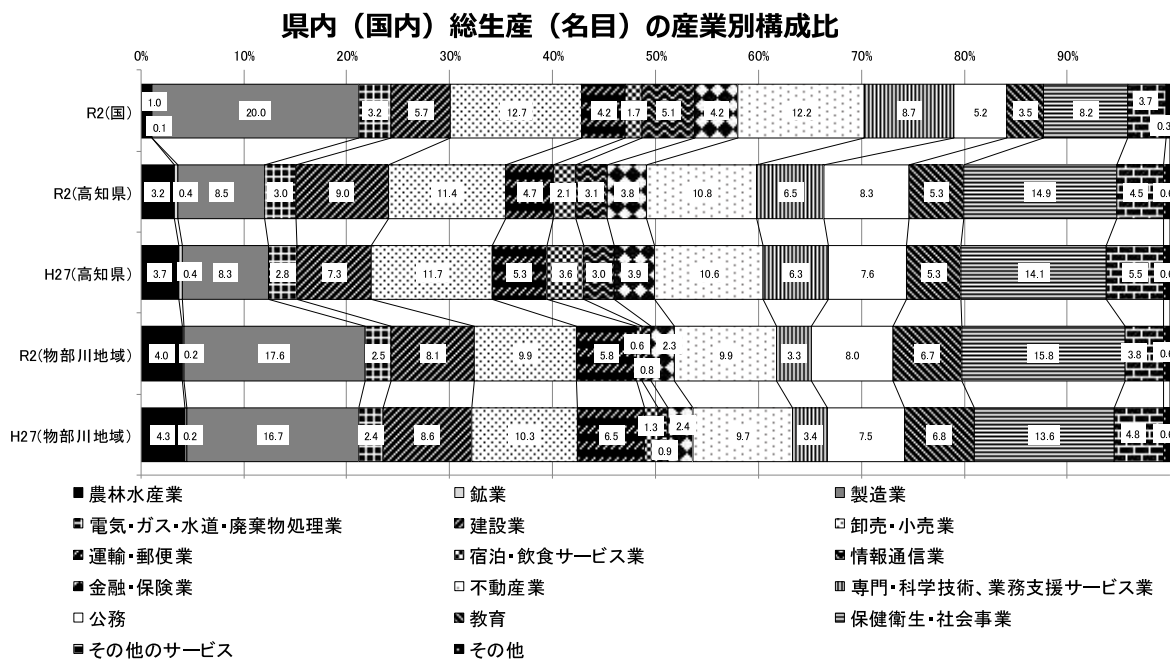 県内（国内）総生産（名目）の産業別構成比
0% 10% 20% 30% 40% 50% 60% 70% 80% 90%
R2(国) 1.0 0.1 20.0 3.2 5.7 12.7 4.2 1.7 5.1 4.2 12.2 8.7 5.2 3.5 8.2 3.7 0.3
R2(高知県) 3.2 0.4 8.5 3.0 9.0 11.4 4.7 2.1 3.1 3.8 10.8 6.5 8.3 5.3 14.9 4.5
H27(高知県) 3.7 0.4 8.3 2.8 7.3 11.7 5.3 3.6 3.0 3.9 10.6 6.3 7.6 5.3 14.1 5.5
R2(物部川地域) 4.0 0.2 17.6 2.5 8.1 9.9 5.8 0.6 0.8 2.3 9.9 3.3 8.0 6.7 15.8 3.8
H27(物部川地域) 4.3 0.2 16.7 2.4 8.6 10.3 6.5 1.3 0.9 2.4 9.7 3.4 7.5 6.8 13.6 4.8
農林水産業 鉱業 製造業
電気・ガス・水道・廃棄物処理業 建設業 卸売・小売業
運輸・郵便業 宿泊・飲食サービス業 情報通信業
金融・保険業 不動産業 専門・科学技術、業務支援サービス業
公務 教育 保健衛生・社会事業
その他のサービス その他